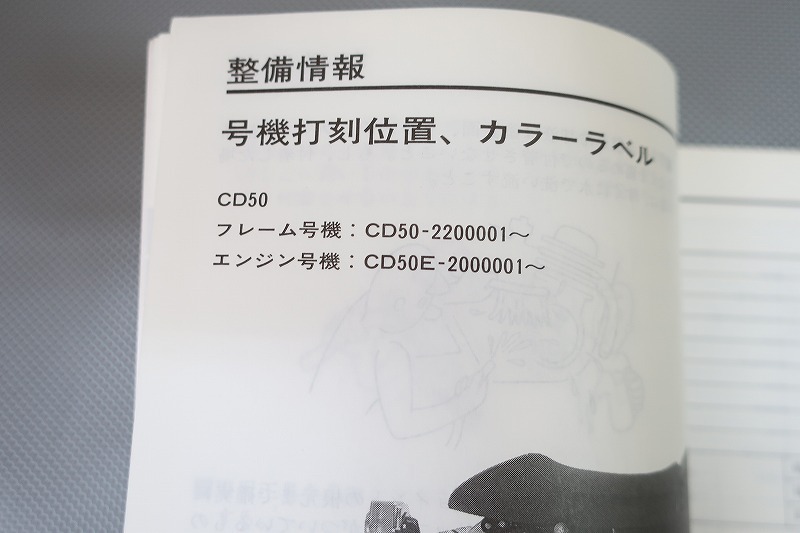 整備情報
号機打刻位置、カラーラベル
CD50
フレーム号機：CD50-2200001～
エンジン号機：CD50E-2000001～